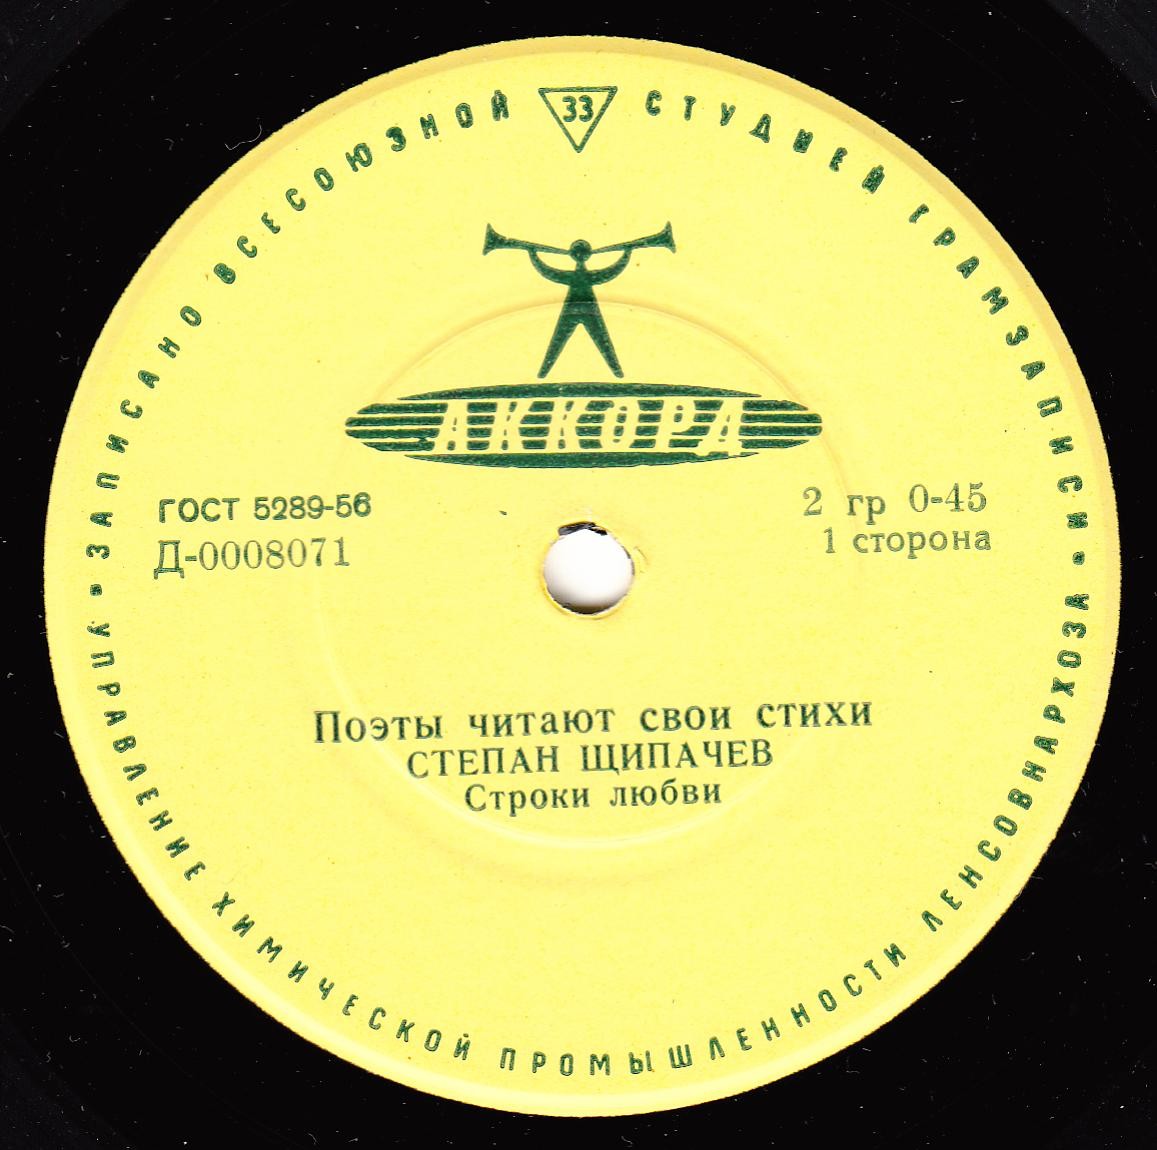 ЗАПИСАНО ВСЕСОЮЗНОЙ 33 СТУДИЕЙ ГРАМЗАПИСИ
АККОРД
ГОСТ 5289-56
2 гр 0-45
Д-0008071
1 сторона
Поэты читают свои стихи
СТЕПАН ЩИПАЧЕВ
Строки любви
УПРАВЛЕНИЕ ХИМИЧЕСКОЙ ПРОМЫШЛЕННОСТИ ЛЕНСОВНАРХОЗА